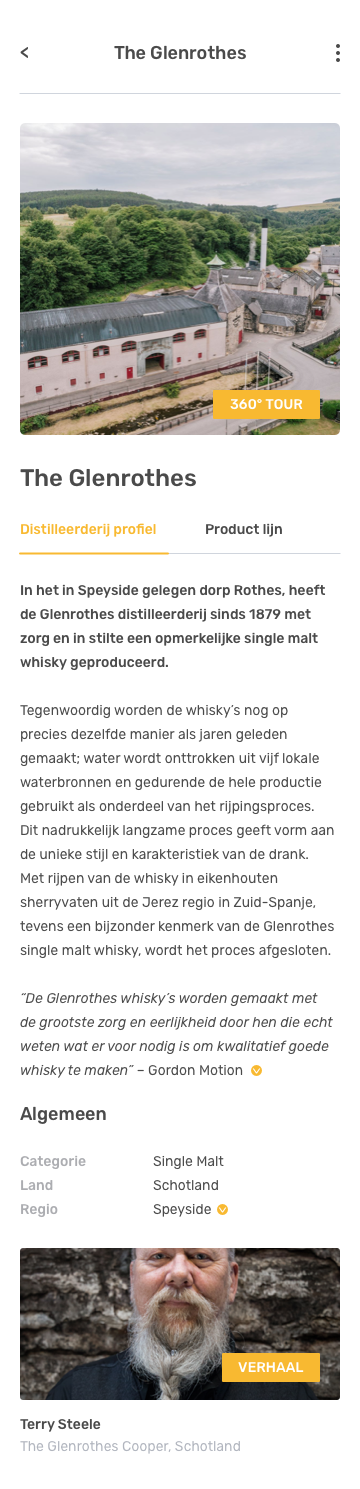 <
The Glenrothes
360° TOUR
The Glenrothes
Distilleerderij profiel
Product lijn
In het in Speyside gelegen dorp Rothes, heeft
de Glenrothes distilleerderij sinds 1879 met
zorg en in stilte een opmerkelijke single malt
whisky geproduceerd.
Tegenwoordig worden de whisky's nog op
precies dezelfde manier als jaren geleden
gemaakt; water wordt onttrokken uit vijf lokale
waterbronnen en gedurende de hele productie
gebruikt als onderdeel van het rijpingsproces.
Dit nadrukkelijk langzame proces geeft vorm aan
de unieke stijl en karakteristiek van de drank.
Met rijpen van de whisky in eikenhouten
sherryvaten uit de Jerez regio in Zuid-Spanje,
tevens een bijzonder kenmerk van de Glenrothes
single malt whisky, wordt het proces afgesloten.
˝De Glenrothes whisky's worden gemaakt met
de grootste zorg en eerlijkheid door hen die echt
weten wat er voor nodig is om kwalitatief goede
whisky te maken˝ – Gordon Motion
Algemeen
Categorie Single Malt
Land Schotland
Regio Speyside
VERHAAL
Terry Steele
The Glenrothes Cooper, Schotland